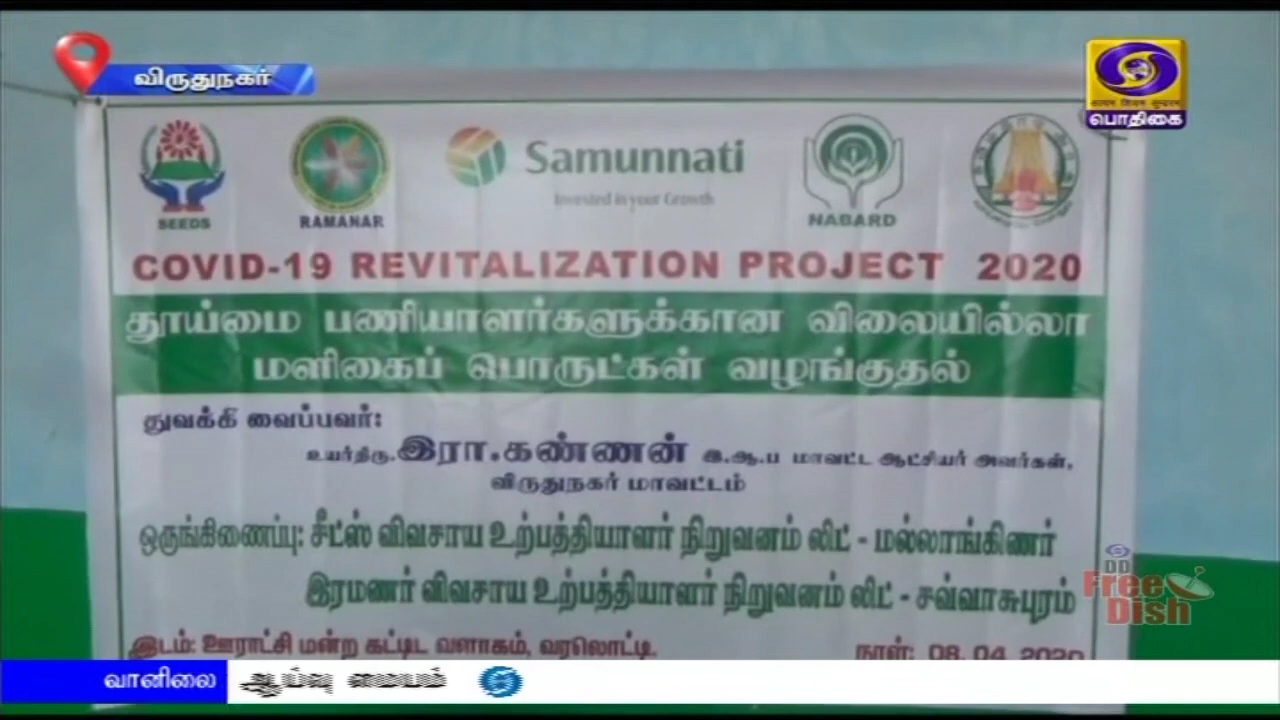 விருதுநகர்
பொதிகை
SEEDS
RAMANAR
Samunnati
Invested in your Growth
NABARD
COVID-19 REVITALIZATION PROJECT 2020
தூய்மை பணியாளர்களுக்கான விலையில்லா
மளிகைப் பொருட்கள் வழங்குதல்
துவக்கி வைப்பவர்:
உயர்திரு.இரா.கண்ணன் இ.ஆ.ப மாவட்ட ஆட்சியர் அவர்கள்,
விருதுநகர் மாவட்டம்
ஒருங்கிணைப்பு: சீட்ஸ் விவசாய உற்பத்தியாளர் நிறுவனம் லிட் - மல்லாங்கிணர்
இரமணர் விவசாய உற்பத்தியாளர் நிறுவனம் லிட் - சவ்வாசுபுரம்
DD
Free Dish
இடம்: ஊராட்சி மன்ற கட்டிட வளாகம், வரலொட்டி. நாள்: 08.04.2020
வானிலை ஆய்வு மையம்